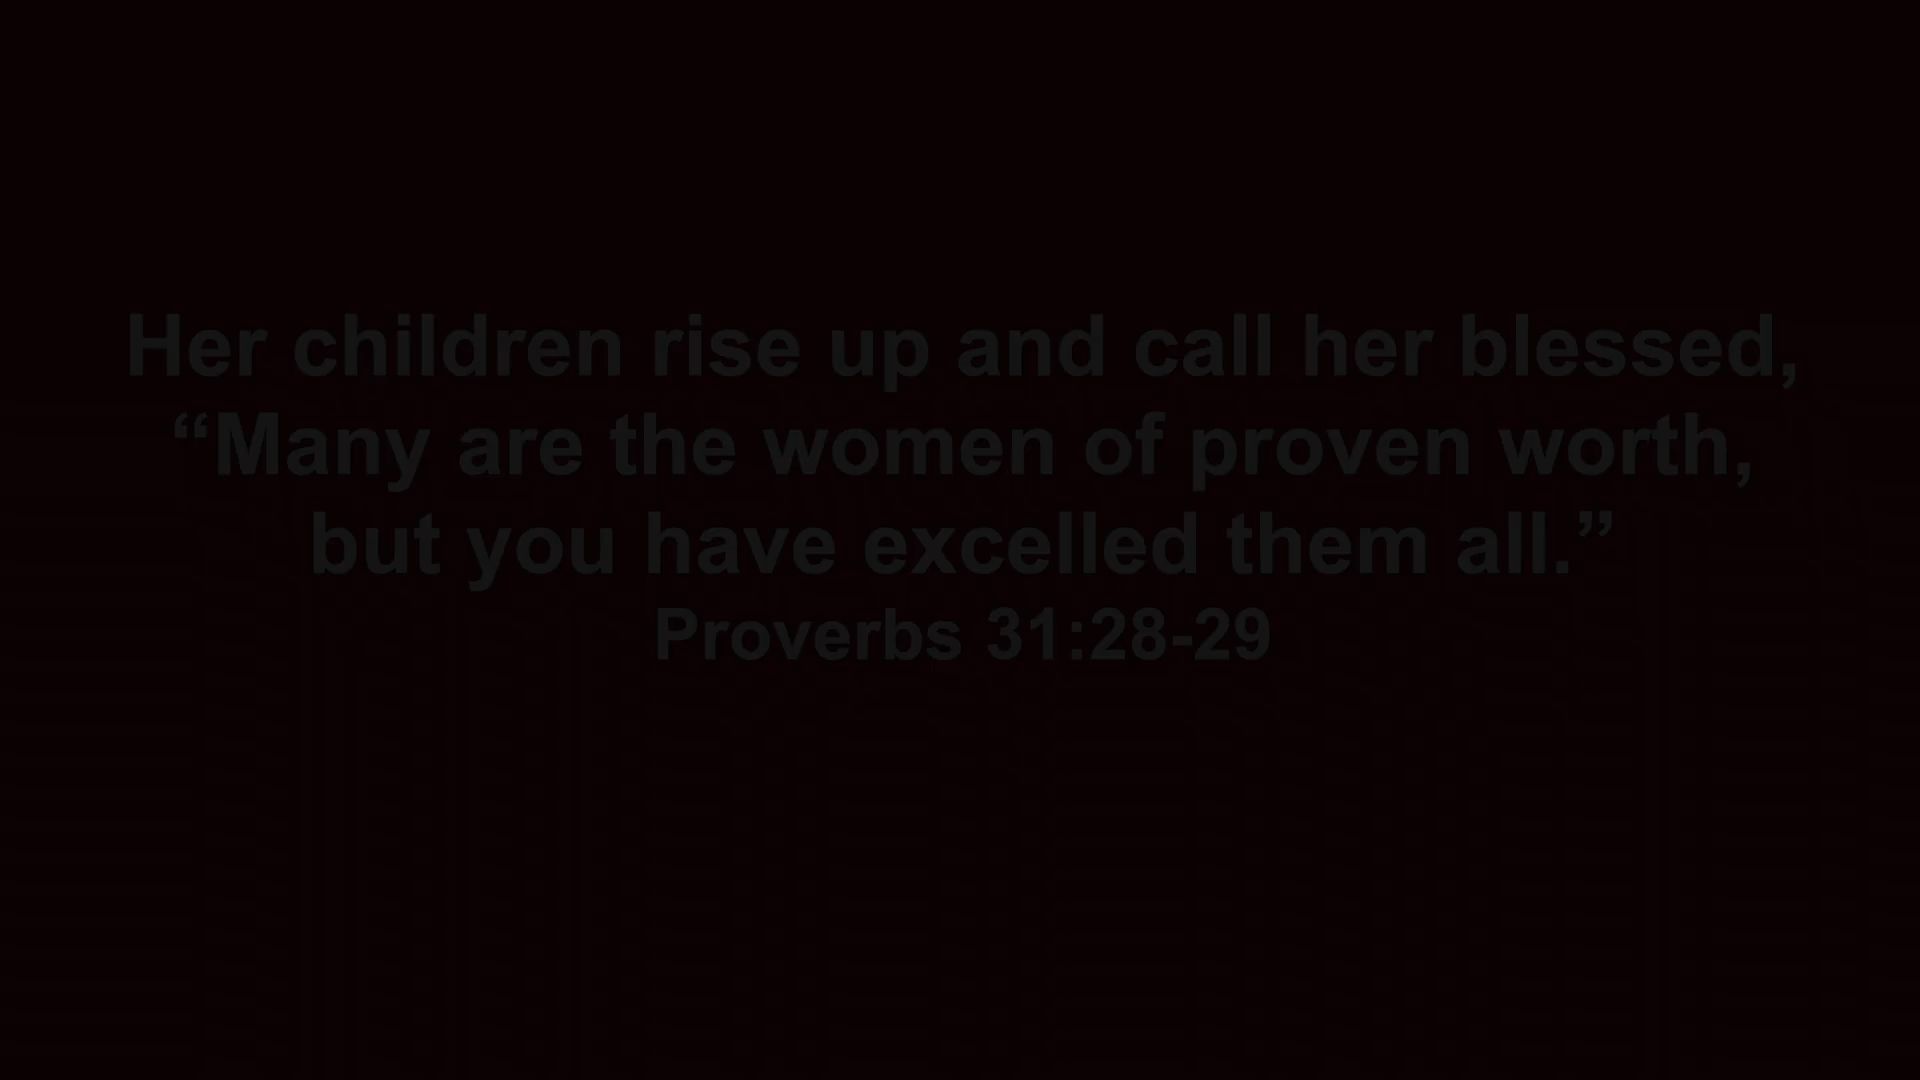 Her children rise up and call her blessed,
“Many are the women of proven worth,
but you have excelled them all.”
Proverbs 31:28-29